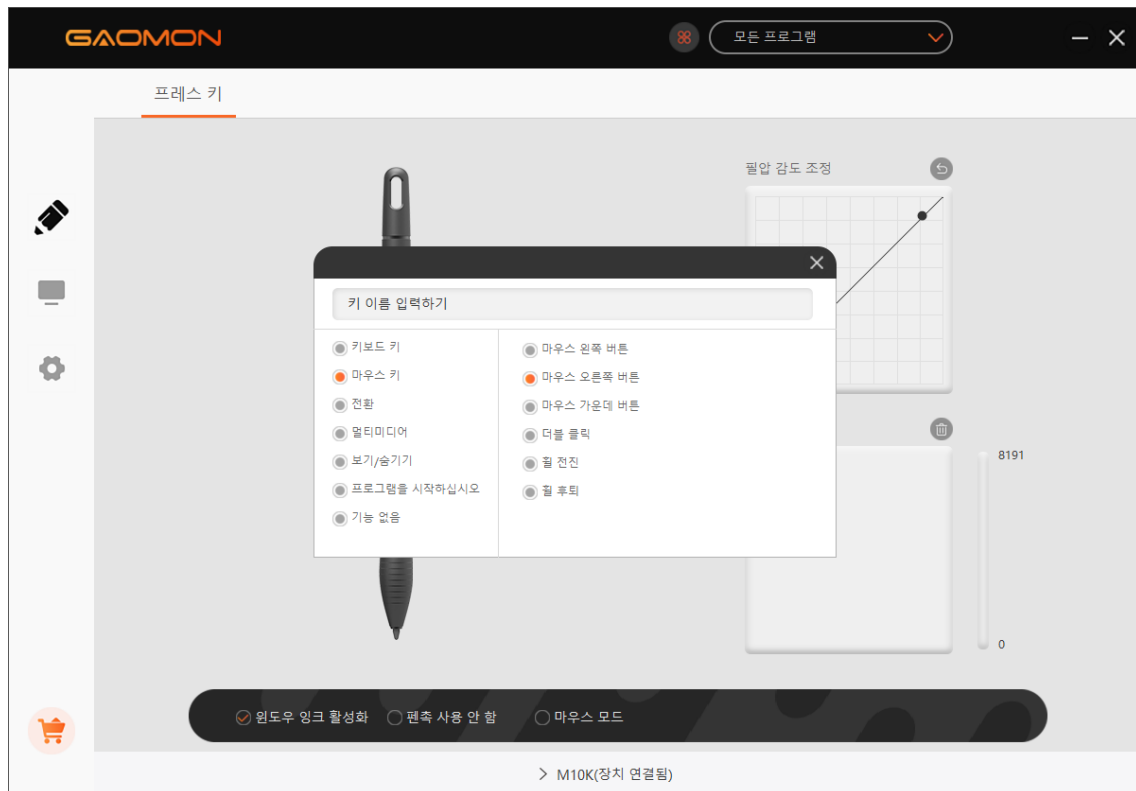 GAOMON
모든 프로그램
프레스 키
필압 감도 조정
키 이름 입력하기
키보드 키
마우스 키
전환
멀티미디어
보기/숨기기
프로그램을 시작하십시오
기능 없음
마우스 왼쪽 버튼
마우스 오른쪽 버튼
마우스 가운데 버튼
더블 클릭
휠 전진
휠 후퇴
8191
0
윈도우 잉크 활성화
펜촉 사용 안 함
마우스 모드
M10K(장치 연결됨)